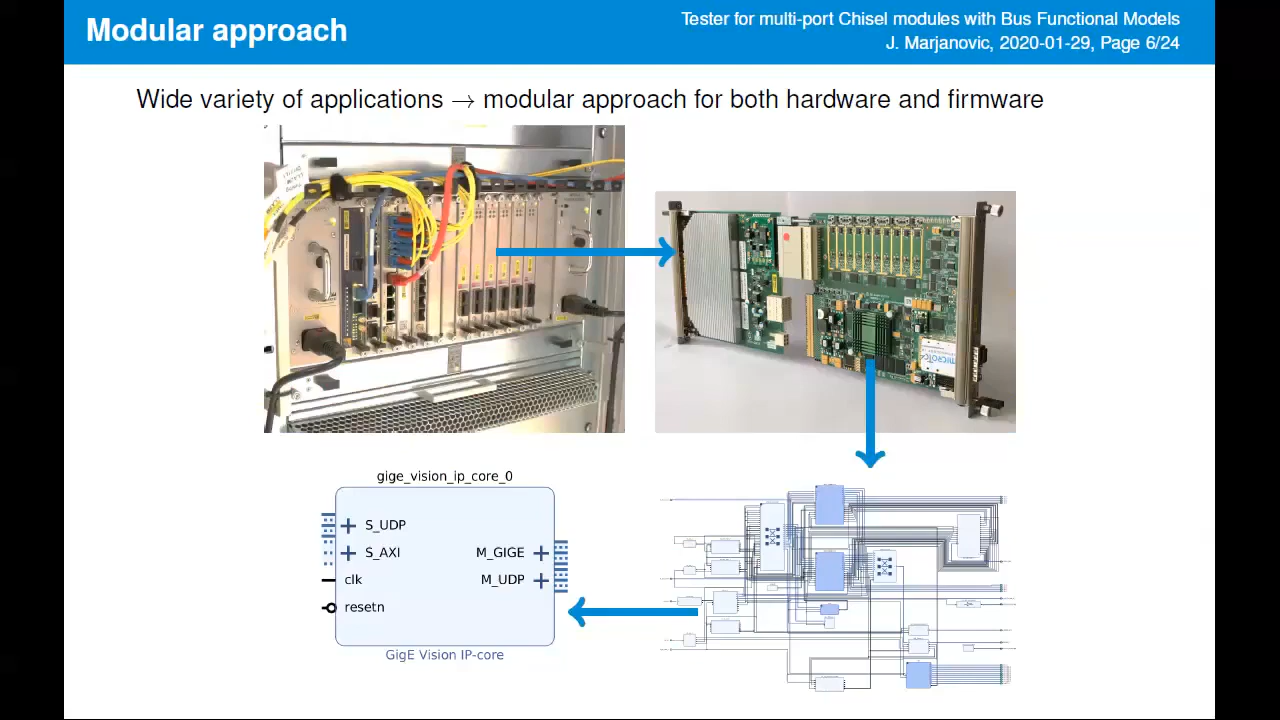 Modular approach
Tester for multi-port Chisel modules with Bus Functional Models
J. Marjanovic, 2020-01-29, Page 6/24
Wide variety of applications → modular approach for both hardware and firmware
gige_vision_ip_core_0
S_UDP
S_AXI
M_GIGE
clk
M_UDP
resetn
GigE Vision IP-core